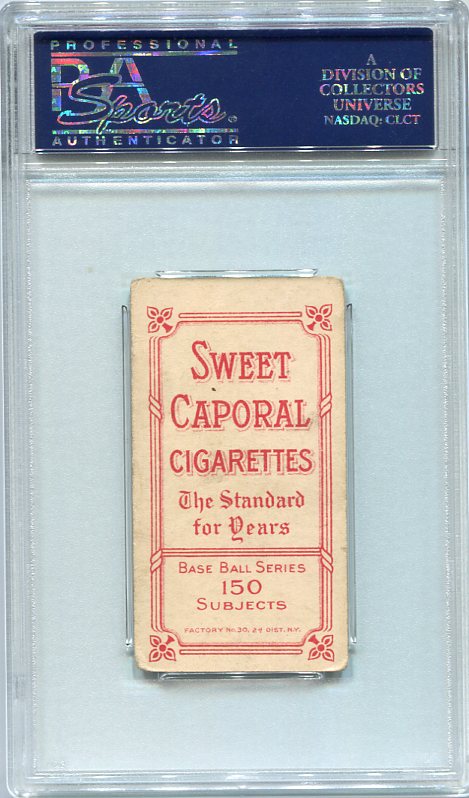 PROFESSIONAL
PSA
Sports.
AUTHENTICATOR
A
DIVISION OF
COLLECTORS
UNIVERSE
NASDAQ: CLCT
SWEET
CAPORAL
CIGARETTES
The Standard
for Years
BASE BALL SERIES
150
SUBJECTS
FACTORY No. 30, 2d DIST. N.Y.